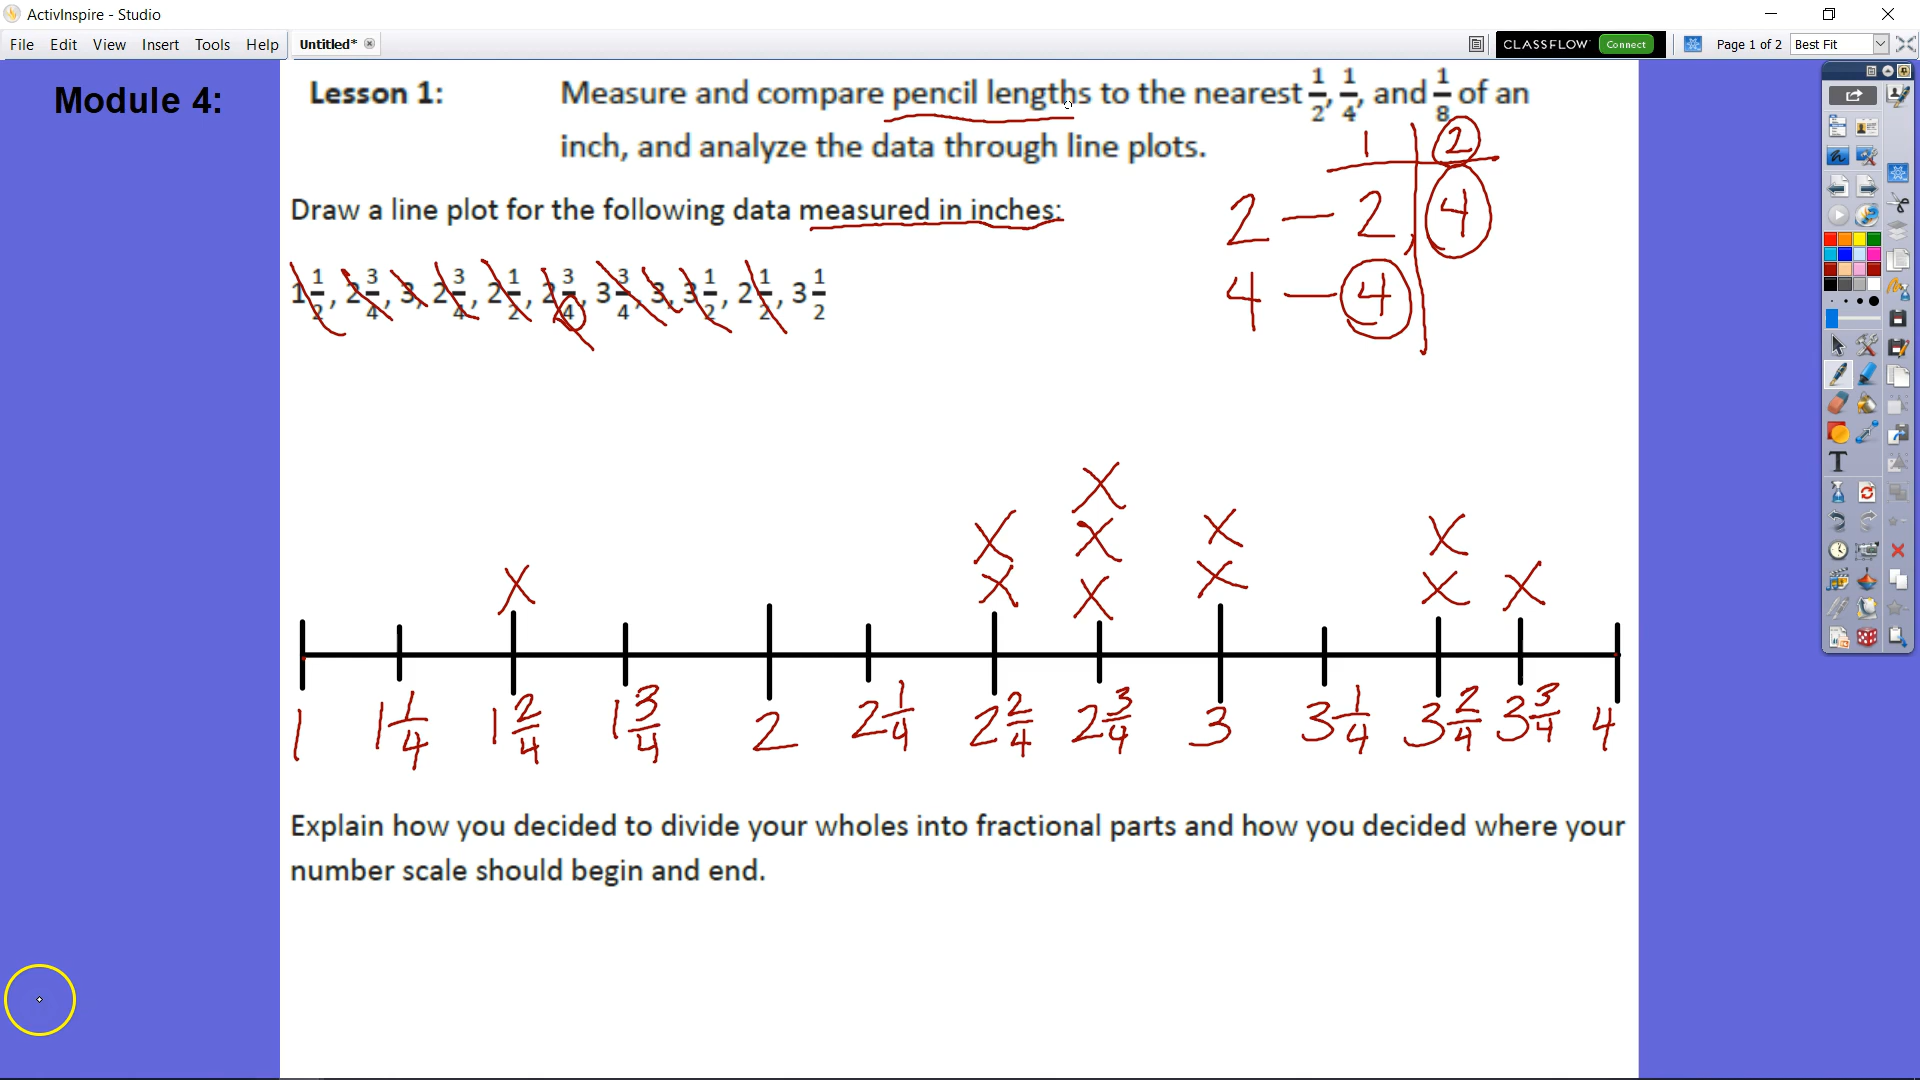 ActivInspire - Studio
File Edit View Insert Tools Help Untitled* CLASSFLOW Connect Page 1 of 2 Best Fit
Module 4:
Lesson 1: Measure and compare pencil lengths to the nearest 1/2, 1/4, and 1/8 of an
inch, and analyze the data through line plots.
1 2
Draw a line plot for the following data measured in inches:
2 — 2, 4
1 1/2, 2 3/4, 3, 2 3/4, 2 1/2, 2 3/4, 3 3/4, 3, 3 1/2, 2 1/2, 3 1/2
4 — 4
X
X X X X
X X X X X X
1 1 1/4 1 2/4 1 3/4 2 2 1/4 2 2/4 2 3/4 3 3 1/4 3 2/4 3 3/4 4
Explain how you decided to divide your wholes into fractional parts and how you decided where your
number scale should begin and end.
T